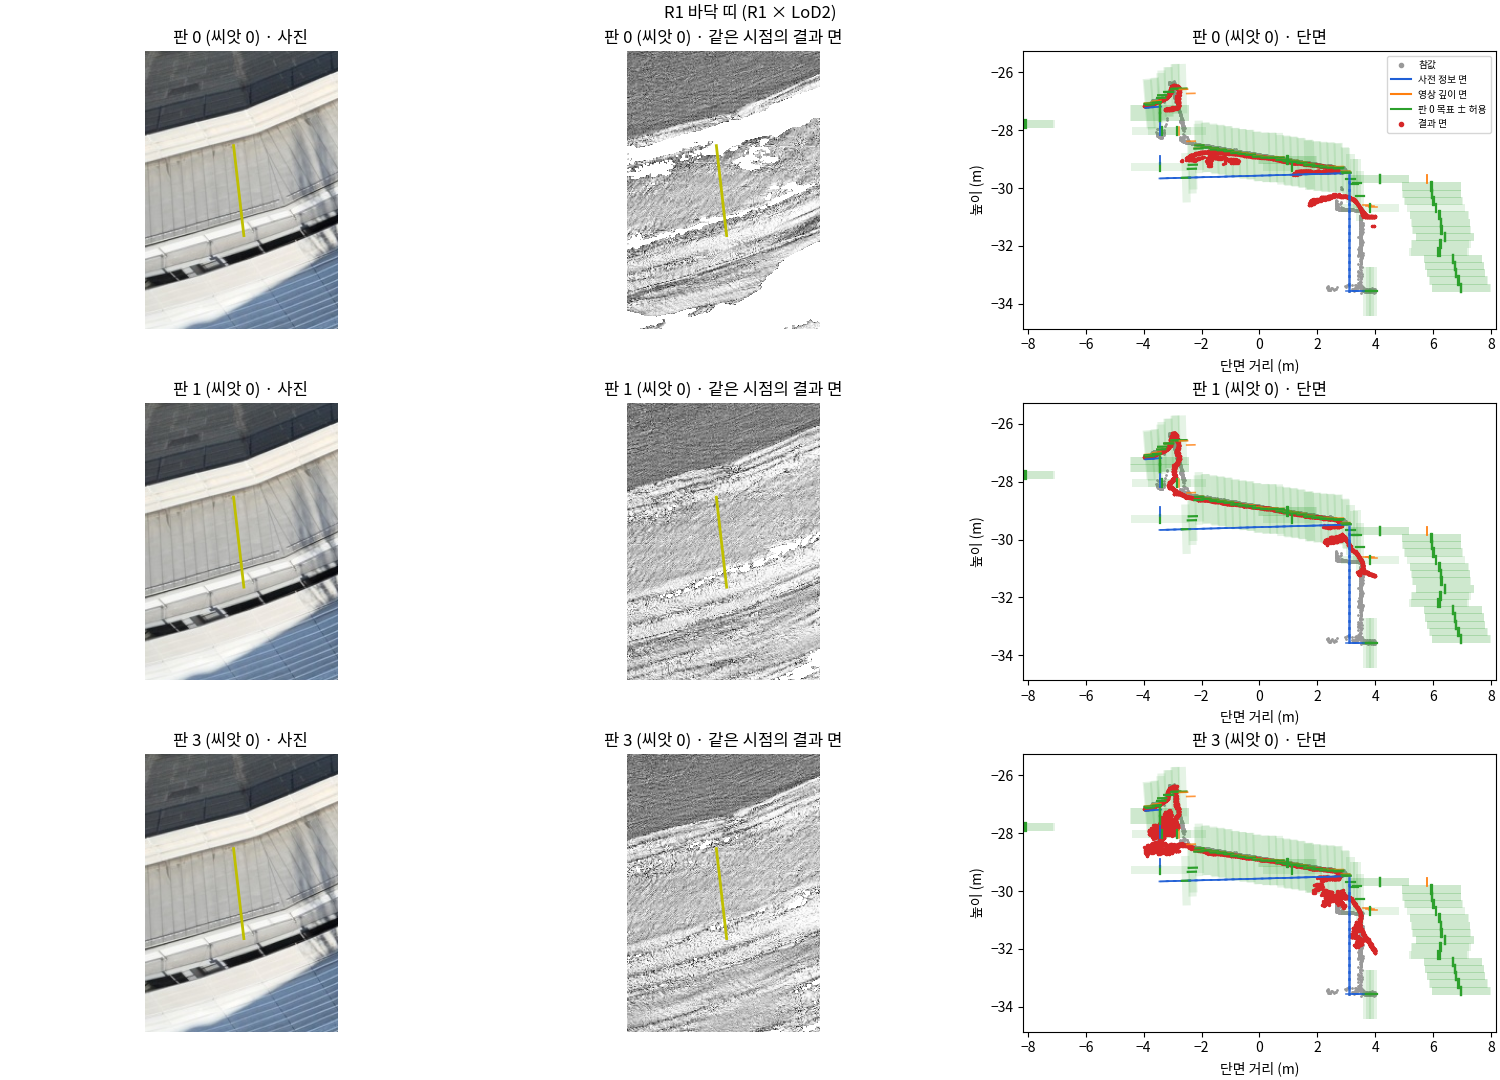 R1 바닥 띠 (R1 × LoD2)
판 0 (씨앗 0) · 사진
판 0 (씨앗 0) · 같은 시점의 결과 면
판 0 (씨앗 0) · 단면
참값
사전 정보 면
영상 깊이 면
판 0 목표 ± 허용
결과 면
높이 (m)
−26
−28
−30
−32
−34
−8 −6 −4 −2 0 2 4 6 8
단면 거리 (m)
판 1 (씨앗 0) · 사진
판 1 (씨앗 0) · 같은 시점의 결과 면
판 1 (씨앗 0) · 단면
높이 (m)
−26
−28
−30
−32
−34
−8 −6 −4 −2 0 2 4 6 8
단면 거리 (m)
판 3 (씨앗 0) · 사진
판 3 (씨앗 0) · 같은 시점의 결과 면
판 3 (씨앗 0) · 단면
높이 (m)
−26
−28
−30
−32
−34
−8 −6 −4 −2 0 2 4 6 8
단면 거리 (m)